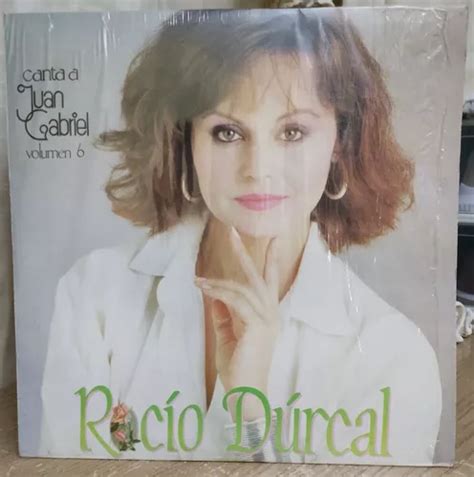 canta a
Juan
Gabriel
volumen 6
Rocío Dúrcal